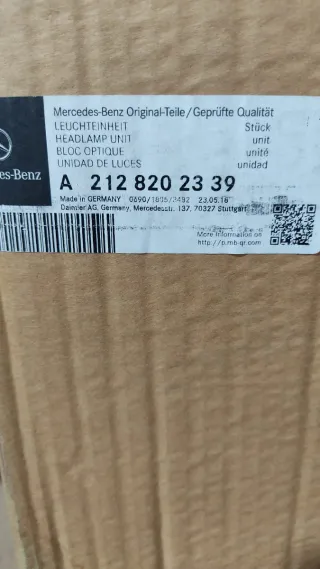 Mercedes-Benz Original-Teile/Geprüfte Qualität
LEUCHTEINHEIT Stück
HEADLAMP UNIT unit
BLOC OPTIQUE unité
UNIDAD DE LUCES unidad
es-Benz
A 212 820 23 39
Made in GERMANY 23.05.18
Daimler AG, Germany, Mercedesstr. 137, 70327 Stuttgart
More information on
http://p.mb-qr.com